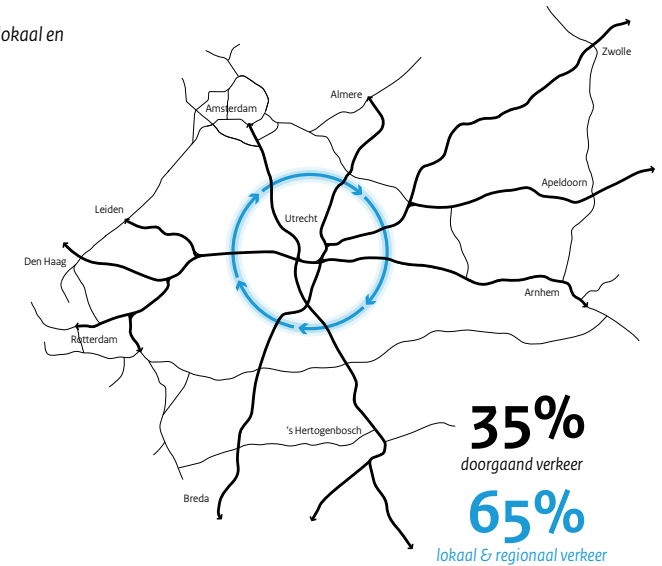 lokaal en
Zwolle
Almere
Amsterdam
Apeldoorn
Leiden
Utrecht
Den Haag
Arnhem
Rotterdam
35%
doorgaand verkeer
's Hertogenbosch
65%
lokaal & regionaal verkeer
Breda